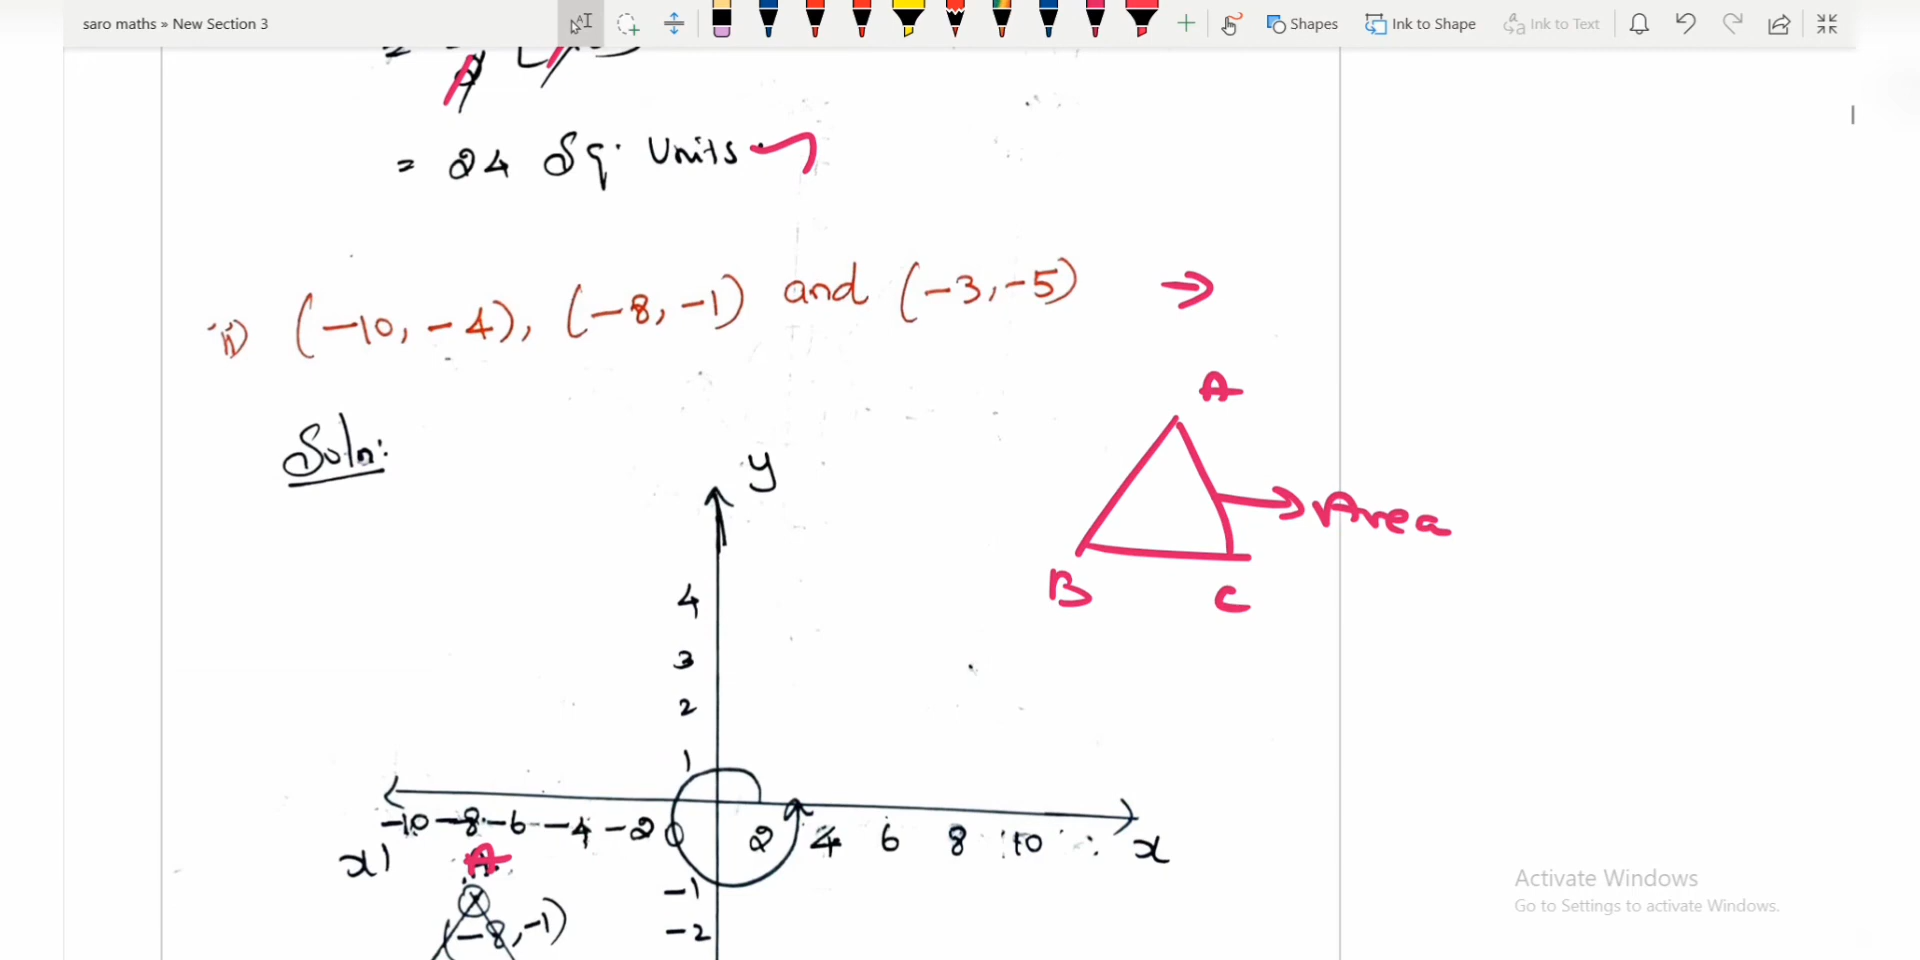 saro maths » New Section 3
Shapes
Ink to Shape
Ink to Text
= 24 Sq. Units
ii) (-10, -4), (-8, -1) and (-3, -5)
A
Soln:
y
Area
B C
4
3
2
1
-10 -8 -6 -4 -2 0 2 4 6 8 10
x' x
A
-1
(-8, -1)
-2
Activate Windows
Go to Settings to activate Windows.